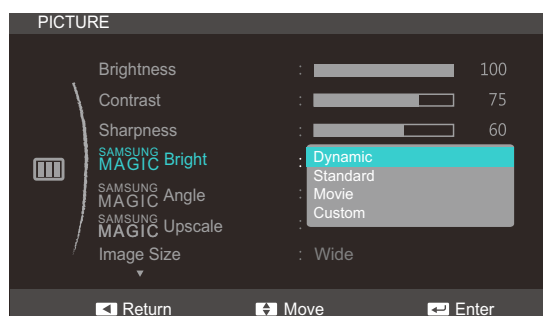 PICTURE
Brightness : 100
Contrast : 75
Sharpness : 60
SAMSUNG MAGIC Bright :
Dynamic
Standard
Movie
Custom
SAMSUNG MAGIC Angle :
SAMSUNG MAGIC Upscale :
Image Size : Wide
Return Move Enter